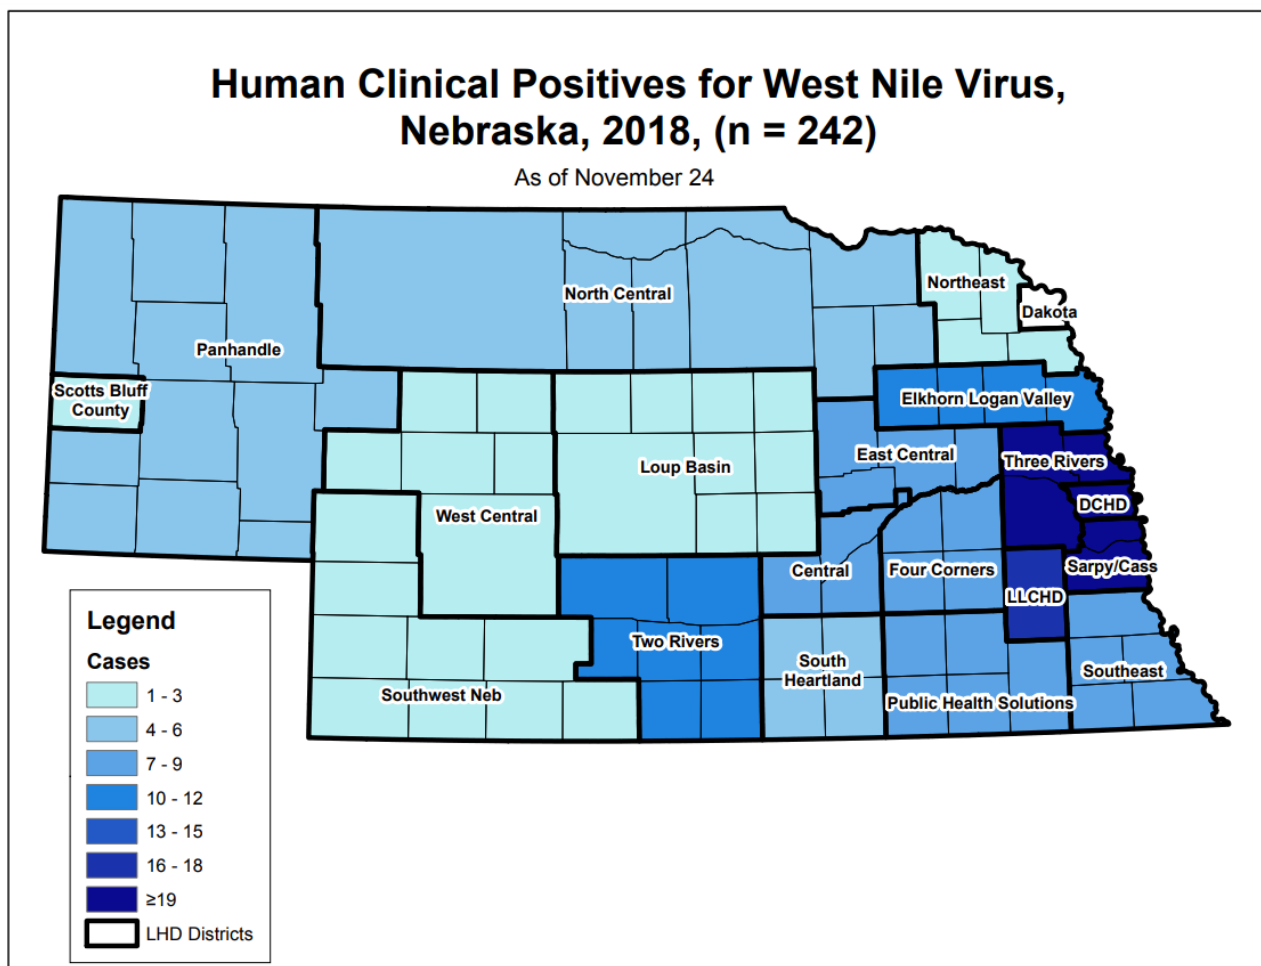 Human Clinical Positives for West Nile Virus,
Nebraska, 2018, (n = 242)
As of November 24
Northeast
North Central
Dakota
Panhandle
Scotts Bluff
County
Elkhorn Logan Valley
East Central
Three Rivers
Loup Basin
DCHD
West Central
Sarpy/Cass
Central
Four Corners
LLCHD
Two Rivers
South
Heartland
Southeast
Southwest Neb
Public Health Solutions
Legend
Cases
1 - 3
4 - 6
7 - 9
10 - 12
13 - 15
16 - 18
≥19
LHD Districts